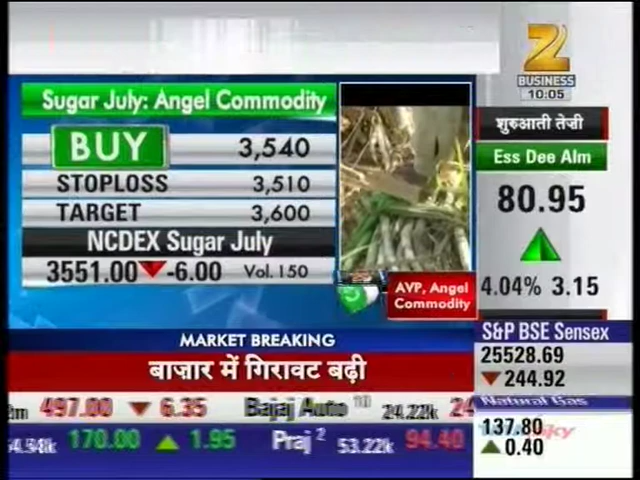 Z
BUSINESS
10:05
Sugar July: Angel Commodity
BUY 3,540
STOPLOSS 3,510
TARGET 3,600
NCDEX Sugar July
3551.00 -6.00 Vol. 150
AVP, Angel
Commodity
शुरुआती तेजी
Ess Dee Alm
80.95
4.04% 3.15
S&P BSE Sensex
25528.69
244.92
Natural Gas
137.80
0.40
MARKET BREAKING
बाज़ार में गिरावट बढ़ी
497.00 6.35 Bajaj Auto 10 24.22k 24
170.00 1.95 Praj 2 53.22k 94.40